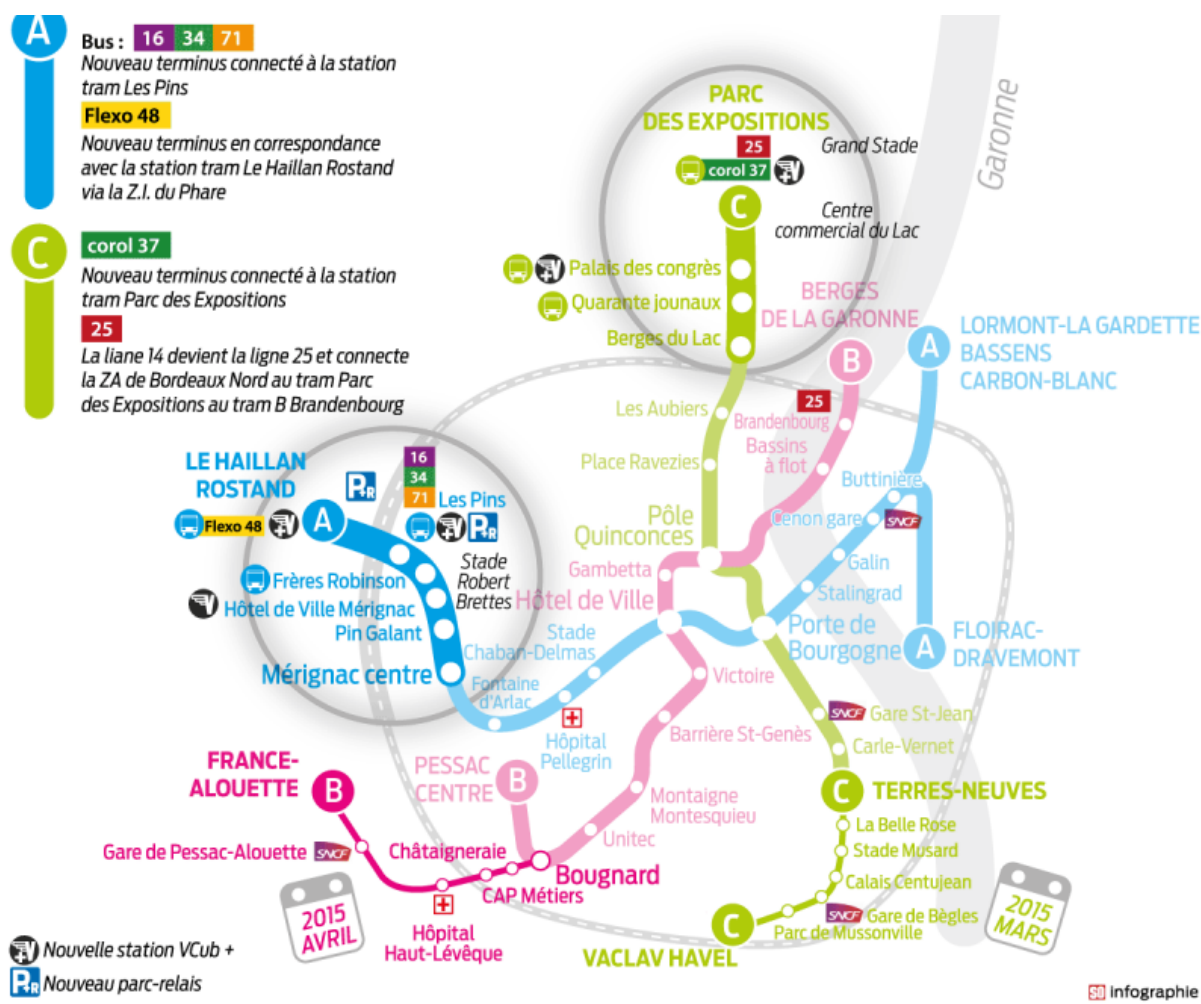 A
Bus : 16 34 71
Nouveau terminus connecté à la station
tram Les Pins
Flexo 48
Nouveau terminus en correspondance
avec la station tram Le Haillan Rostand
via la Z.I. du Phare
C
corol 37
Nouveau terminus connecté à la station
tram Parc des Expositions
25
La liane 14 devient la ligne 25 et connecte
la ZA de Bordeaux Nord au tram Parc
des Expositions au tram B Brandenbourg
PARC
DES EXPOSITIONS
25
corol 37
V+
Grand Stade
C
Centre
commercial du Lac
Garonne
V+
Palais des congrès
Quarante jounaux
Berges du Lac
BERGES
DE LA GARONNE
B
A
LORMONT-LA GARDETTE
BASSENS
CARBON-BLANC
Les Aubiers
25
Brandenbourg
Place Ravezies
Bassins
à flot
Buttinière
LE HAILLAN
ROSTAND
P+R
16
34
71
Les Pins
V+
P+R
Flexo 48
V+
A
Pôle
Quinconces
Cenon gare
SNCF
Gambetta
Galin
Stade
Robert
Brettes
Frères Robinson
V+
Hôtel de Ville Mérignac
Pin Galant
Mérignac centre
Hôtel de Ville
Stalingrad
Stade
Chaban-Delmas
Porte de
Bourgogne
A
FLOIRAC-
DRAVEMONT
Fontaine
d'Arlac
Victoire
Hôpital
Pellegrin
Barrière St-Genès
SNCF
Gare St-Jean
Carle-Vernet
FRANCE-
ALOUETTE
B
PESSAC
CENTRE
B
Montaigne
Montesquieu
Unitec
C
TERRES-NEUVES
Gare de Pessac-Alouette
SNCF
Châtaigneraie
CAP Métiers
Bougnard
Hôpital
Haut-Lévêque
2015
AVRIL
La Belle Rose
Stade Musard
Calais Centujean
SNCF
Gare de Bègles
Parc de Mussonville
C
VACLAV HAVEL
2015
MARS
V+
Nouvelle station VCub +
P+R
Nouveau parc-relais
SO infographie